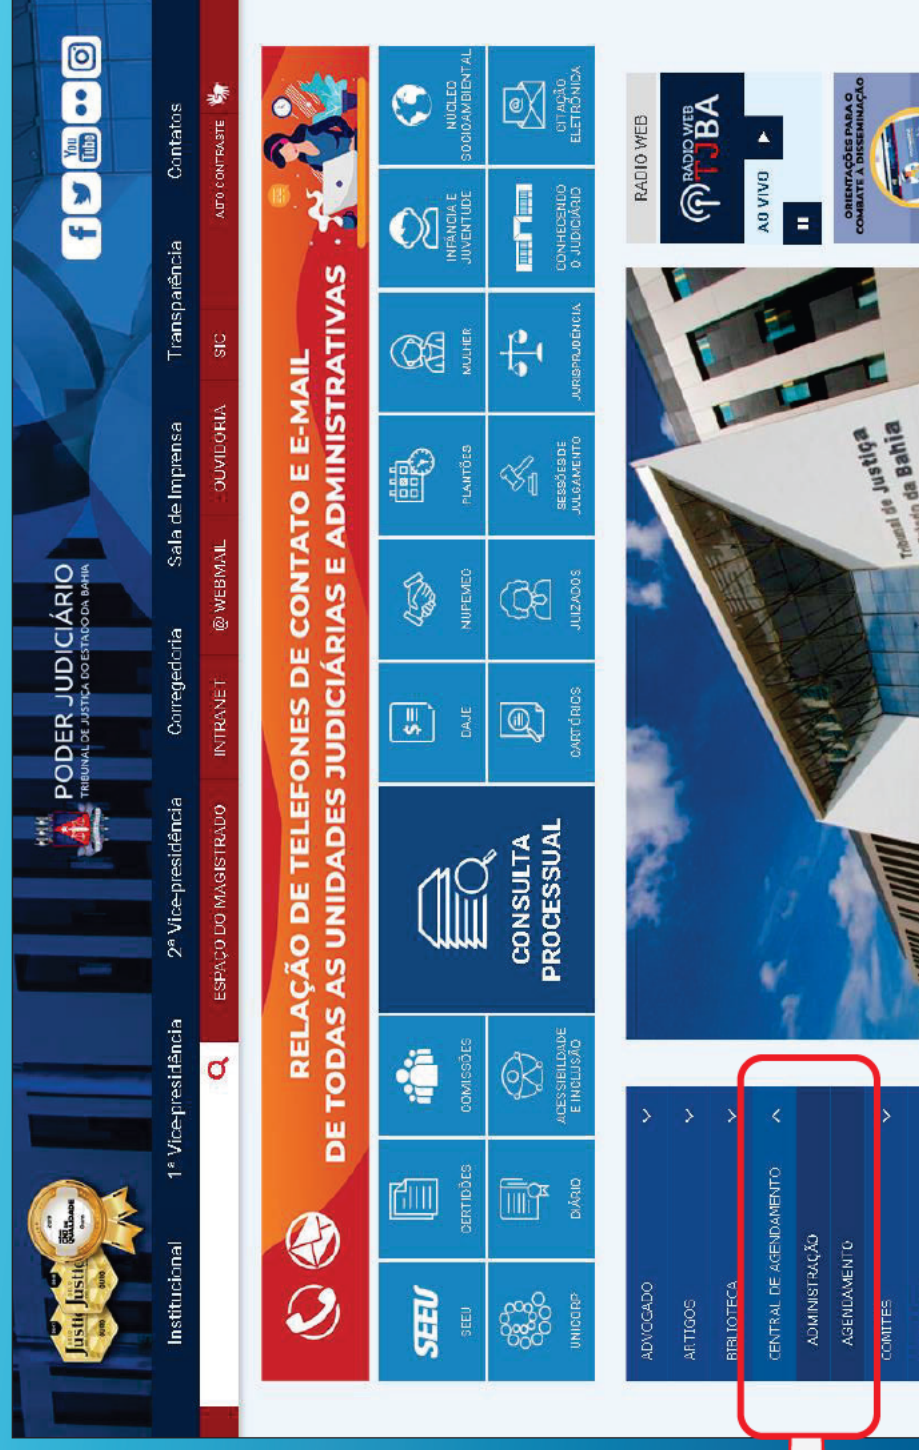 PODER JUDICIÁRIO
TRIBUNAL DE JUSTIÇA DO ESTADO DA BAHIA
You
Tube
Institucional
1ª Vice-presidência
2ª Vice-presidência
Corregedoria
Sala de Imprensa
Transparência
Contatos
ESPAÇO DO MAGISTRADO
INTRANET
@ WEBMAIL
OUVIDORIA
SIC
ALTO CONTRASTE
RELAÇÃO DE TELEFONES DE CONTATO E E-MAIL
DE TODAS AS UNIDADES JUDICIÁRIAS E ADMINISTRATIVAS
SEEU
SEEU
CERTIDÕES
COMISSÕES
CONSULTA
PROCESSUAL
DAJE
NUPEMEC
PLANTÕES
MULHER
INFÂNCIA E
JUVENTUDE
NÚCLEO
SOCIOAMBIENTAL
UNICORP
DIÁRIO
ACESSIBILIDADE
E INCLUSÃO
CARTÓRIOS
JUIZADOS
SESSÕES DE
JULGAMENTO
JURISPRUDÊNCIA
CONHECENDO
O JUDICIÁRIO
CITAÇÃO
ELETRÔNICA
ADVOGADO
ARTIGOS
BIBLIOTECA
CENTRAL DE AGENDAMENTO
ADMINISTRAÇÃO
AGENDAMENTO
COMITÊS
Tribunal de Justiça
da Bahia
RADIO WEB
RADIO WEB
TJBA
AO VIVO
ORIENTAÇÕES PARA O
COMBATE À DISSEMINAÇÃO